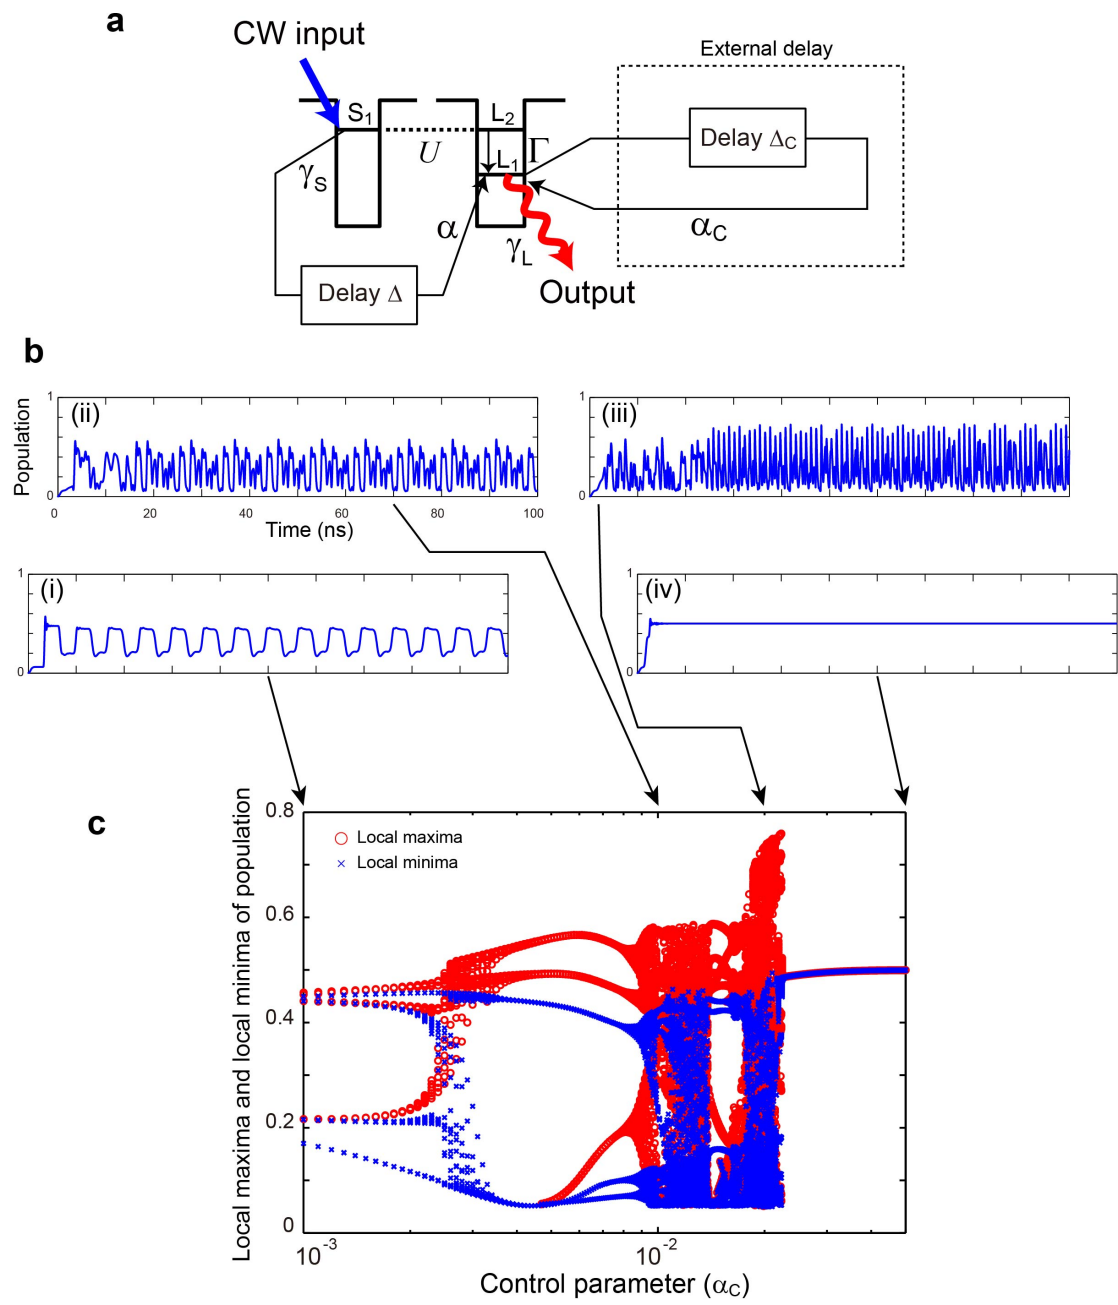 a
CW input
External delay
S1
L2
Delay ΔC
U
L1
Γ
γS
α
αC
γL
Delay Δ
Output
b
1
(ii)
Population
0
0
20
40
60
80
100
Time (ns)
1
(iii)
0
1
(i)
0
1
(iv)
0
c
Local maxima and local minima of population
0.8
0.6
0.4
0.2
0
Local maxima
Local minima
10-3
10-2
Control parameter (αC)